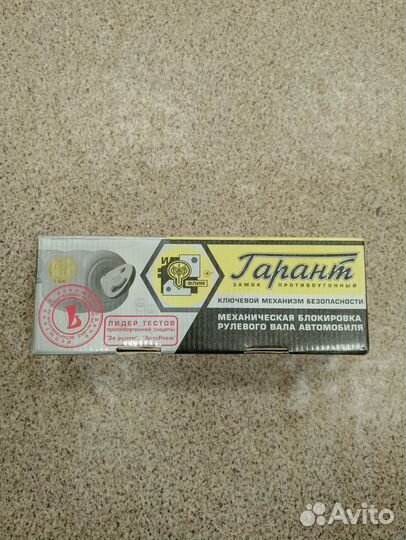 Гарант
ЗАМОК ПРОТИВОУГОННЫЙ
ФЛИМ
КЛЮЧЕВОЙ МЕХАНИЗМ БЕЗОПАСНОСТИ
МЕХАНИЧЕСКАЯ БЛОКИРОВКА
РУЛЕВОГО ВАЛА АВТОМОБИЛЯ
ЛИДЕР ТЕСТОВ
противоугонной защиты
"За рулем" "АвтоРевю"
Avito